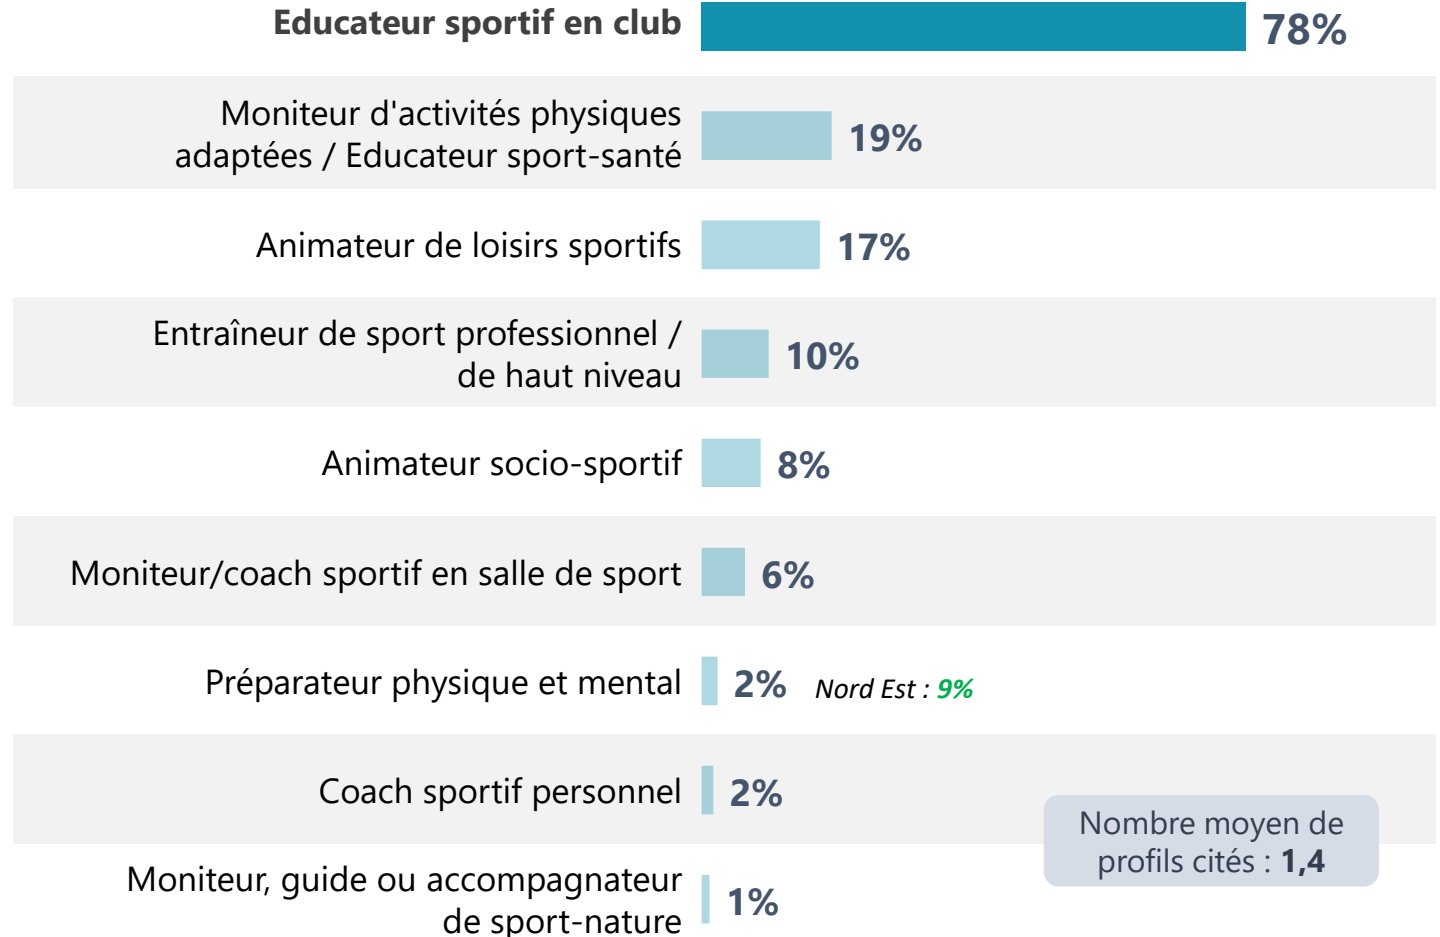 Educateur sportif en club
78%
Moniteur d'activités physiques
adaptées / Educateur sport-santé
19%
Animateur de loisirs sportifs
17%
Entraîneur de sport professionnel /
de haut niveau
10%
Animateur socio-sportif
8%
Moniteur/coach sportif en salle de sport
6%
Préparateur physique et mental
2%
Nord Est : 9%
Coach sportif personnel
2%
Nombre moyen de
profils cités : 1,4
Moniteur, guide ou accompagnateur
de sport-nature
1%